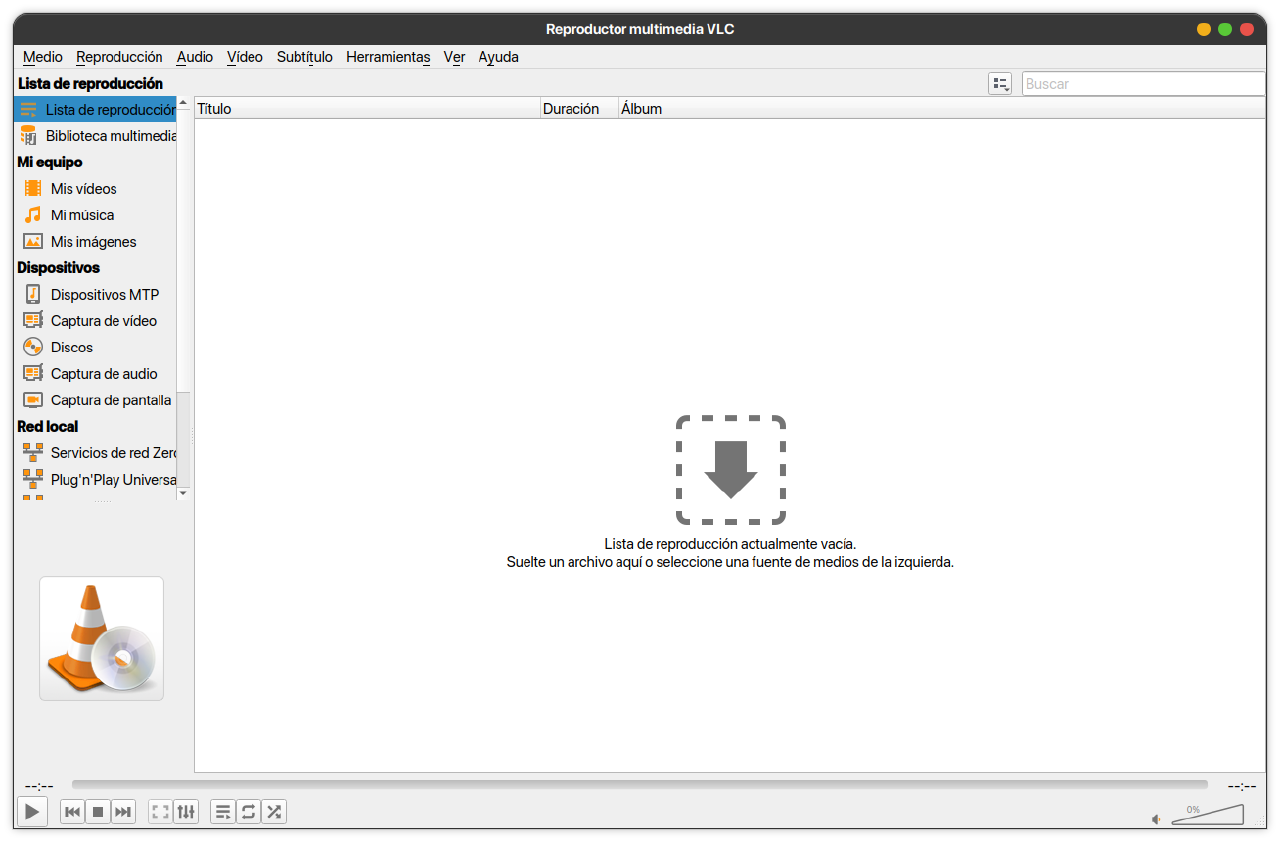 Reproductor multimedia VLC
Medio Reproducción Audio Vídeo Subtítulo Herramientas Ver Ayuda
Lista de reproducción
Buscar
Lista de reproducción
Título Duración Álbum
Biblioteca multimedia
Mi equipo
Mis vídeos
Mi música
Mis imágenes
Dispositivos
Dispositivos MTP
Captura de vídeo
Discos
Captura de audio
Captura de pantalla
Red local
Servicios de red Zero
Plug'n'Play Universa
Lista de reproducción actualmente vacía.
Suelte un archivo aquí o seleccione una fuente de medios de la izquierda.
--:-- --:--
0%